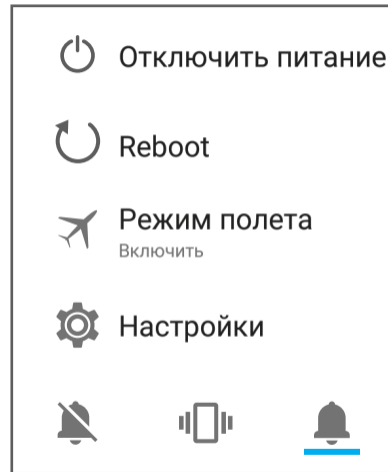 Отключить питание
Reboot
Режим полета
Включить
Настройки